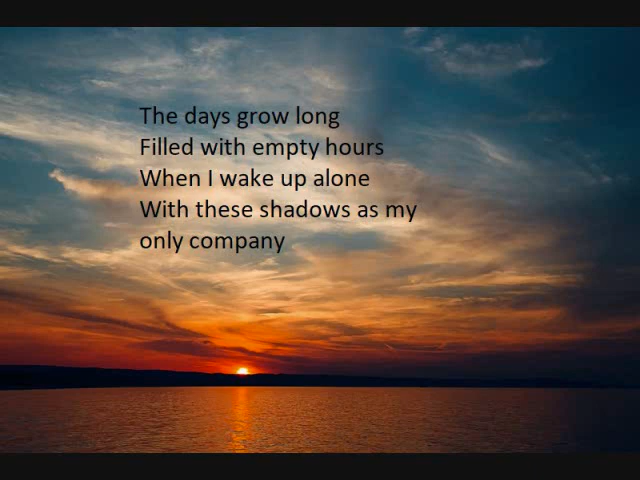 The days grow long
Filled with empty hours
When I wake up alone
With these shadows as my
only company